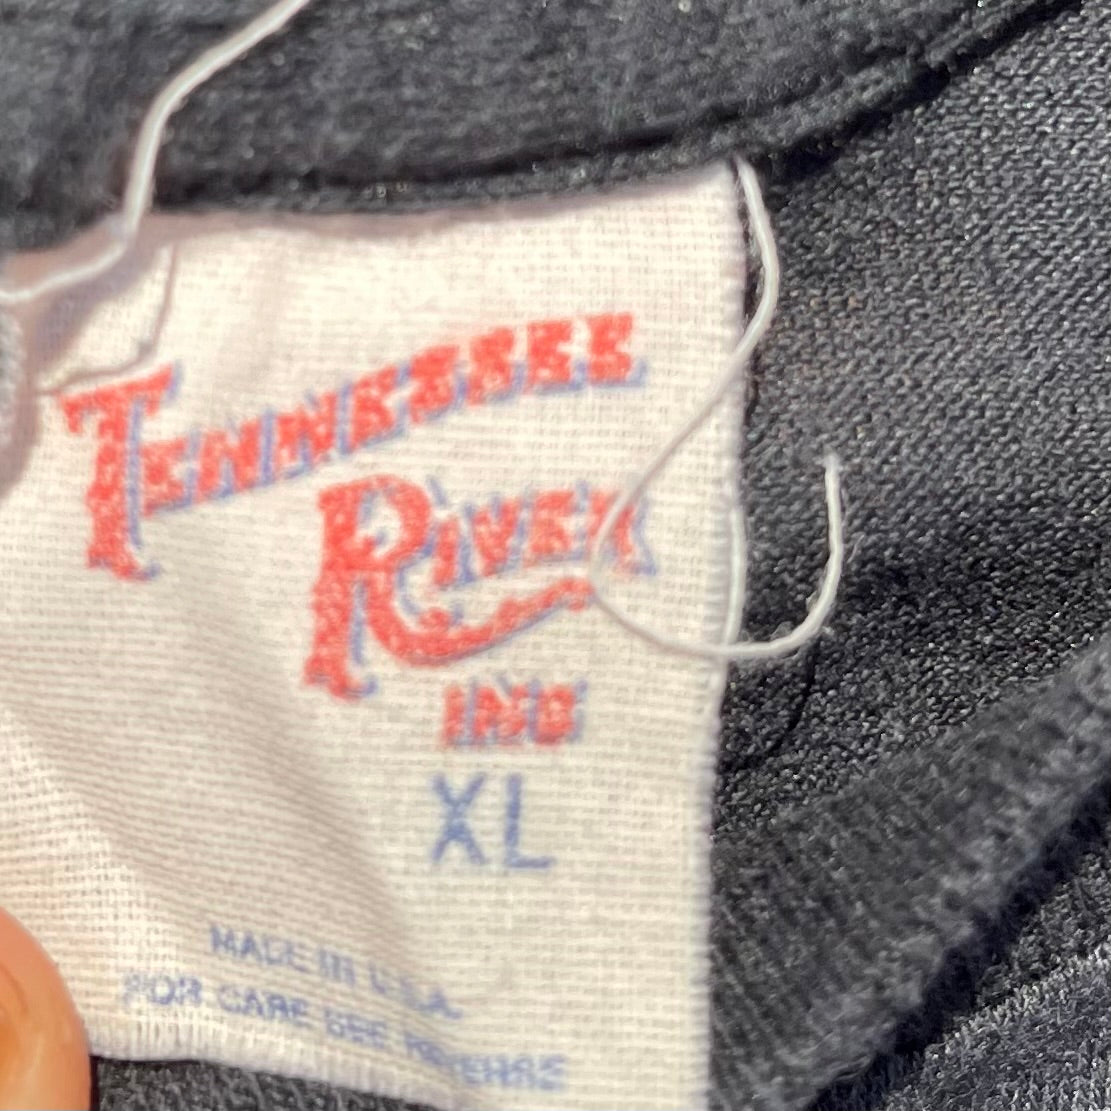 TENNESSEE
RIVER
INC
XL
MADE IN U.S.A.
FOR CARE SEE REVERSE